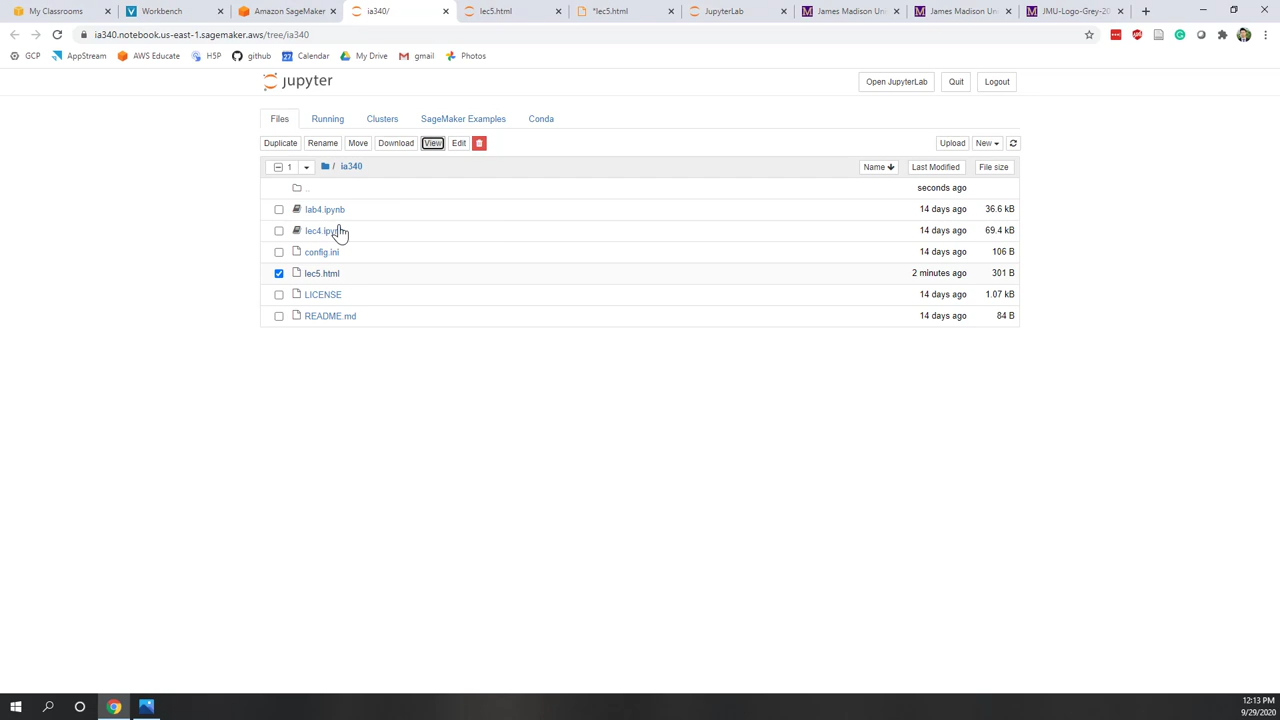 My Classrooms
Workbench
Amazon SageMaker
ia340/
lec5.html
*lec5.html
JupyterLab
James Madison Un
James Madison Un
JMU-Logo-Grey-20
ia340.notebook.us-east-1.sagemaker.aws/tree/ia340
GCP AppStream AWS Educate H5P github Calendar My Drive gmail Photos
jupyter
Open JupyterLab Quit Logout
Files Running Clusters SageMaker Examples Conda
Duplicate Rename Move Download View Edit Upload New
1 / ia340 Name Last Modified File size
.. seconds ago
lab4.ipynb 14 days ago 36.6 kB
lec4.ipynb 14 days ago 69.4 kB
config.ini 14 days ago 106 B
lec5.html 2 minutes ago 301 B
LICENSE 14 days ago 1.07 kB
README.md 14 days ago 84 B
12:13 PM
9/29/2020